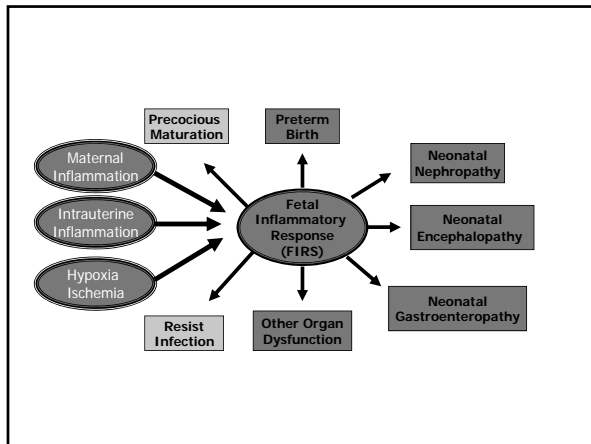 Precocious
Maturation
Preterm
Birth
Maternal
Inflammation
Neonatal
Nephropathy
Intrauterine
Inflammation
Fetal
Inflammatory
Response
(FIRS)
Neonatal
Encephalopathy
Hypoxia
Ischemia
Neonatal
Gastroenteropathy
Resist
Infection
Other Organ
Dysfunction